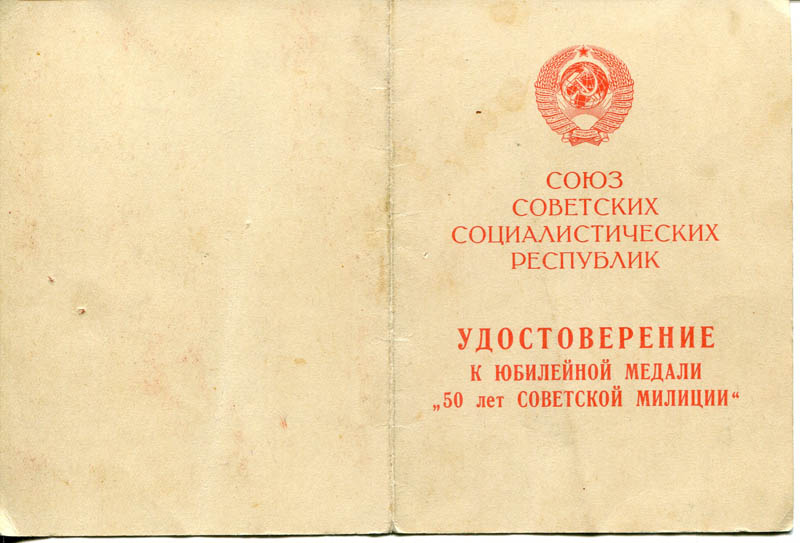 СОЮЗ
СОВЕТСКИХ
СОЦИАЛИСТИЧЕСКИХ
РЕСПУБЛИК
УДОСТОВЕРЕНИЕ
К ЮБИЛЕЙНОЙ МЕДАЛИ
„50 лет СОВЕТСКОЙ МИЛИЦИИ“